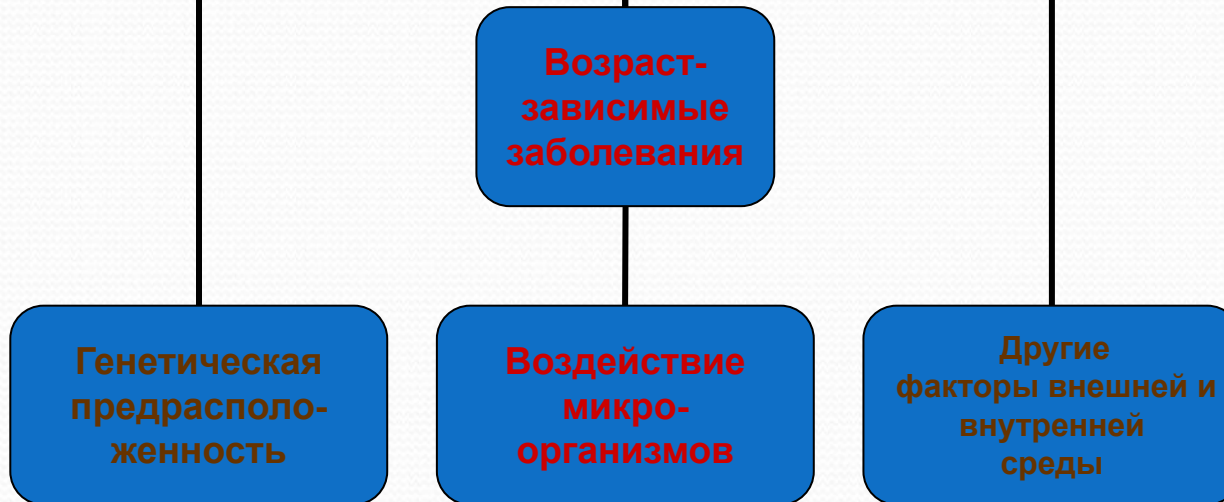 Возраст-
зависимые
заболевания
Генетическая
предрасполо-
женность
Воздействие
микро-
организмов
Другие
факторы внешней и
внутренней
среды